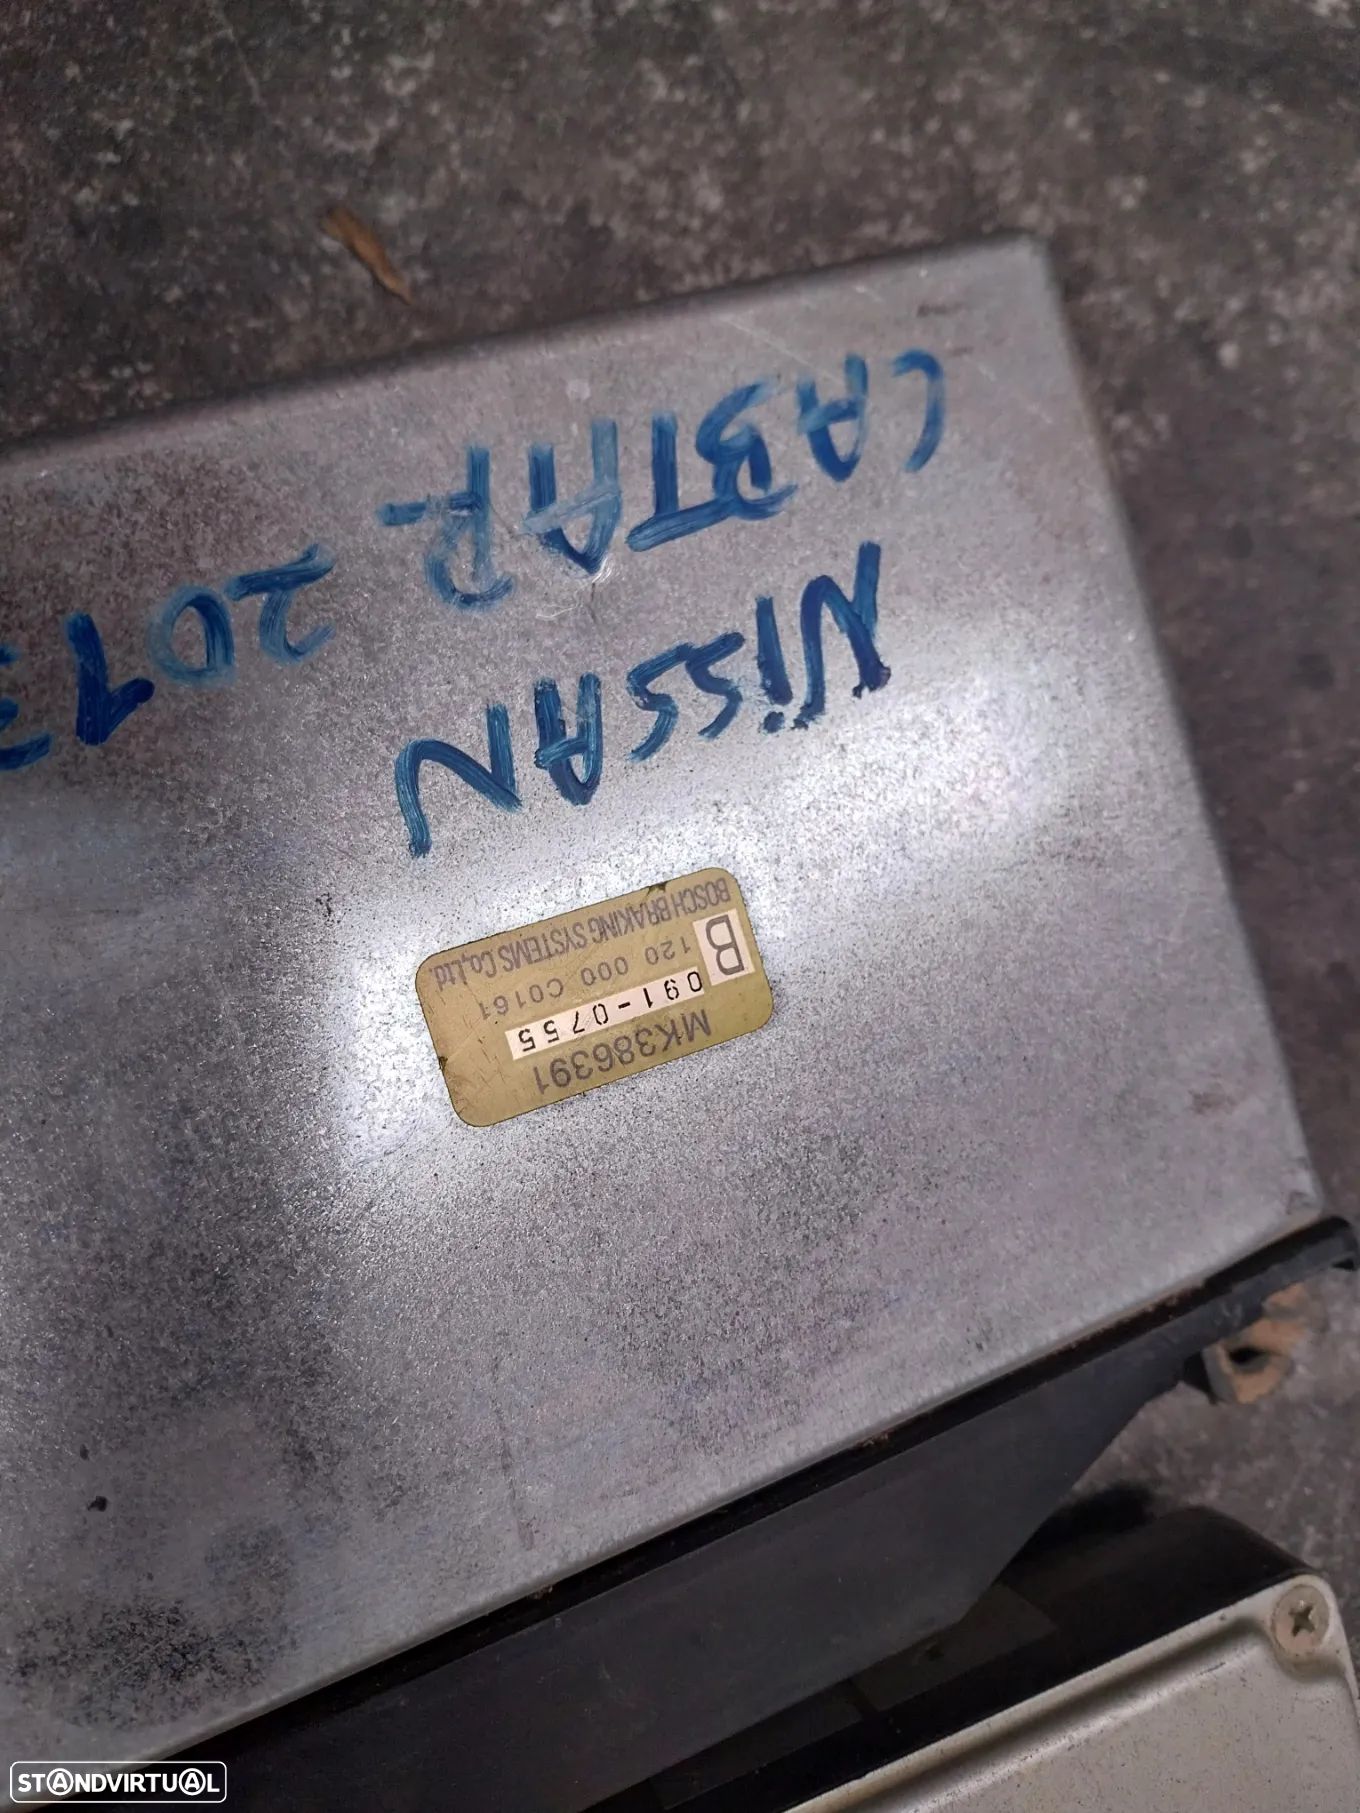 NISSAN
CABTAR 2013
MK386391
091-0755
120 000 C0161
B
BOSCH BRAKING SYSTEMS Co.,Ltd.
STANDVIRTUAL